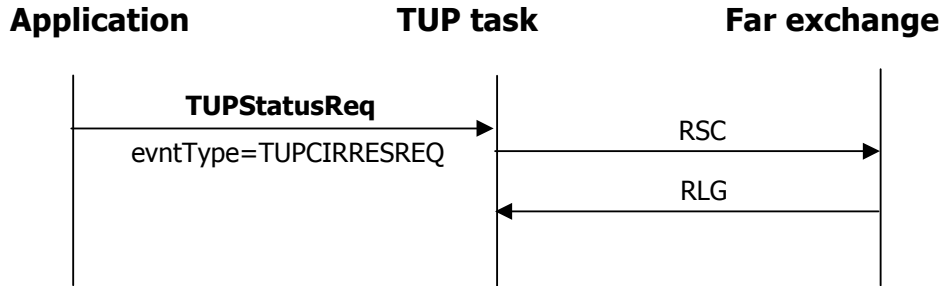 Application TUP task Far exchange
TUPStatusReq
RSC
evntType=TUPCIRRESREQ
RLG